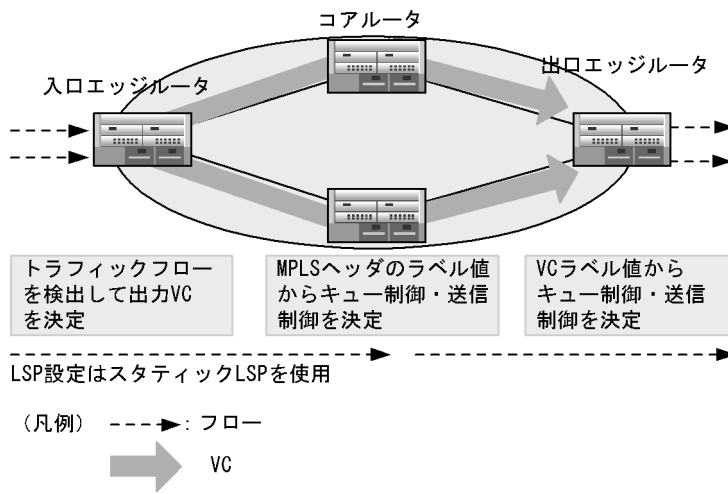 コアルータ
入口エッジルータ
出口エッジルータ
トラフィックフロー
を検出して出力VC
を決定
MPLSヘッダのラベル値
からキュー制御・送信
制御を決定
VCラベル値から
キュー制御・送信
制御を決定
LSP設定はスタティックLSPを使用
(凡例)
: フロー
VC